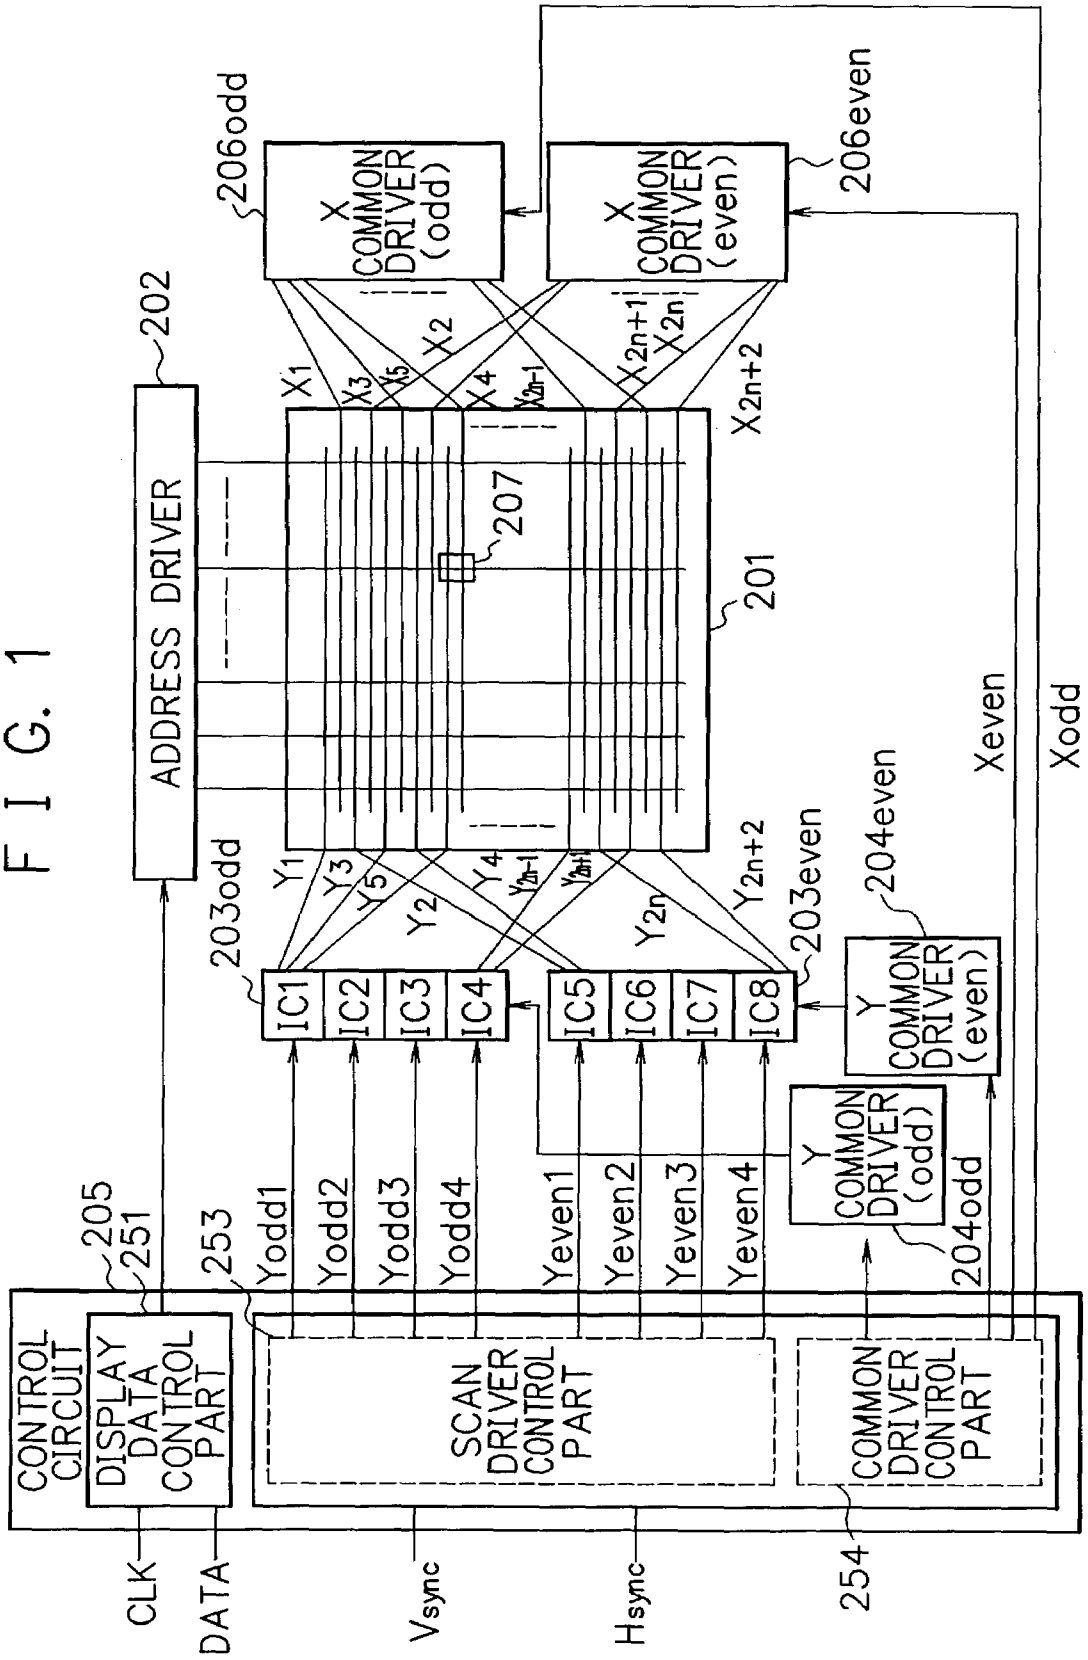 F I G. 1
CONTROL
CIRCUIT
205
DISPLAY
DATA
CONTROL
PART
251
CLK
DATA
253
SCAN
DRIVER
CONTROL
PART
Vsync
Hsync
COMMON
DRIVER
CONTROL
PART
254
Yodd1
Yodd2
Yodd3
Yodd4
Yeven1
Yeven2
Yeven3
Yeven4
Y
COMMON
DRIVER
(odd)
204odd
Y
COMMON
DRIVER
(even)
204even
203odd
IC1
IC2
IC3
IC4
IC5
IC6
IC7
IC8
203even
ADDRESS DRIVER
202
Y1
Y3
Y5
Y2
Y4
Y2n-1
Y2n+1
Y2n
Y2n+2
207
201
X1
X3
X5
X2
X4
X2n-1
X2n+1
X2n
X2n+2
206odd
X
COMMON
DRIVER
(odd)
X
COMMON
DRIVER
(even)
206even
Xeven
Xodd